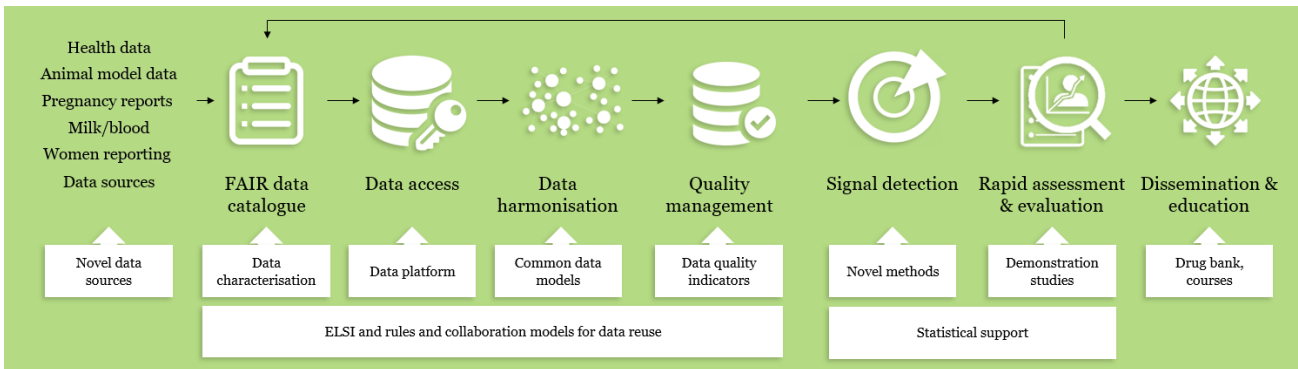 Health data
Animal model data
Pregnancy reports
Milk/blood
Women reporting
Data sources
FAIR data
catalogue
Data access
Data
harmonisation
Quality
management
Signal detection
Rapid assessment
& evaluation
Dissemination &
education
Novel data
sources
Data
characterisation
Data platform
Common data
models
Data quality
indicators
Novel methods
Demonstration
studies
Drug bank,
courses
ELSI and rules and collaboration models for data reuse
Statistical support